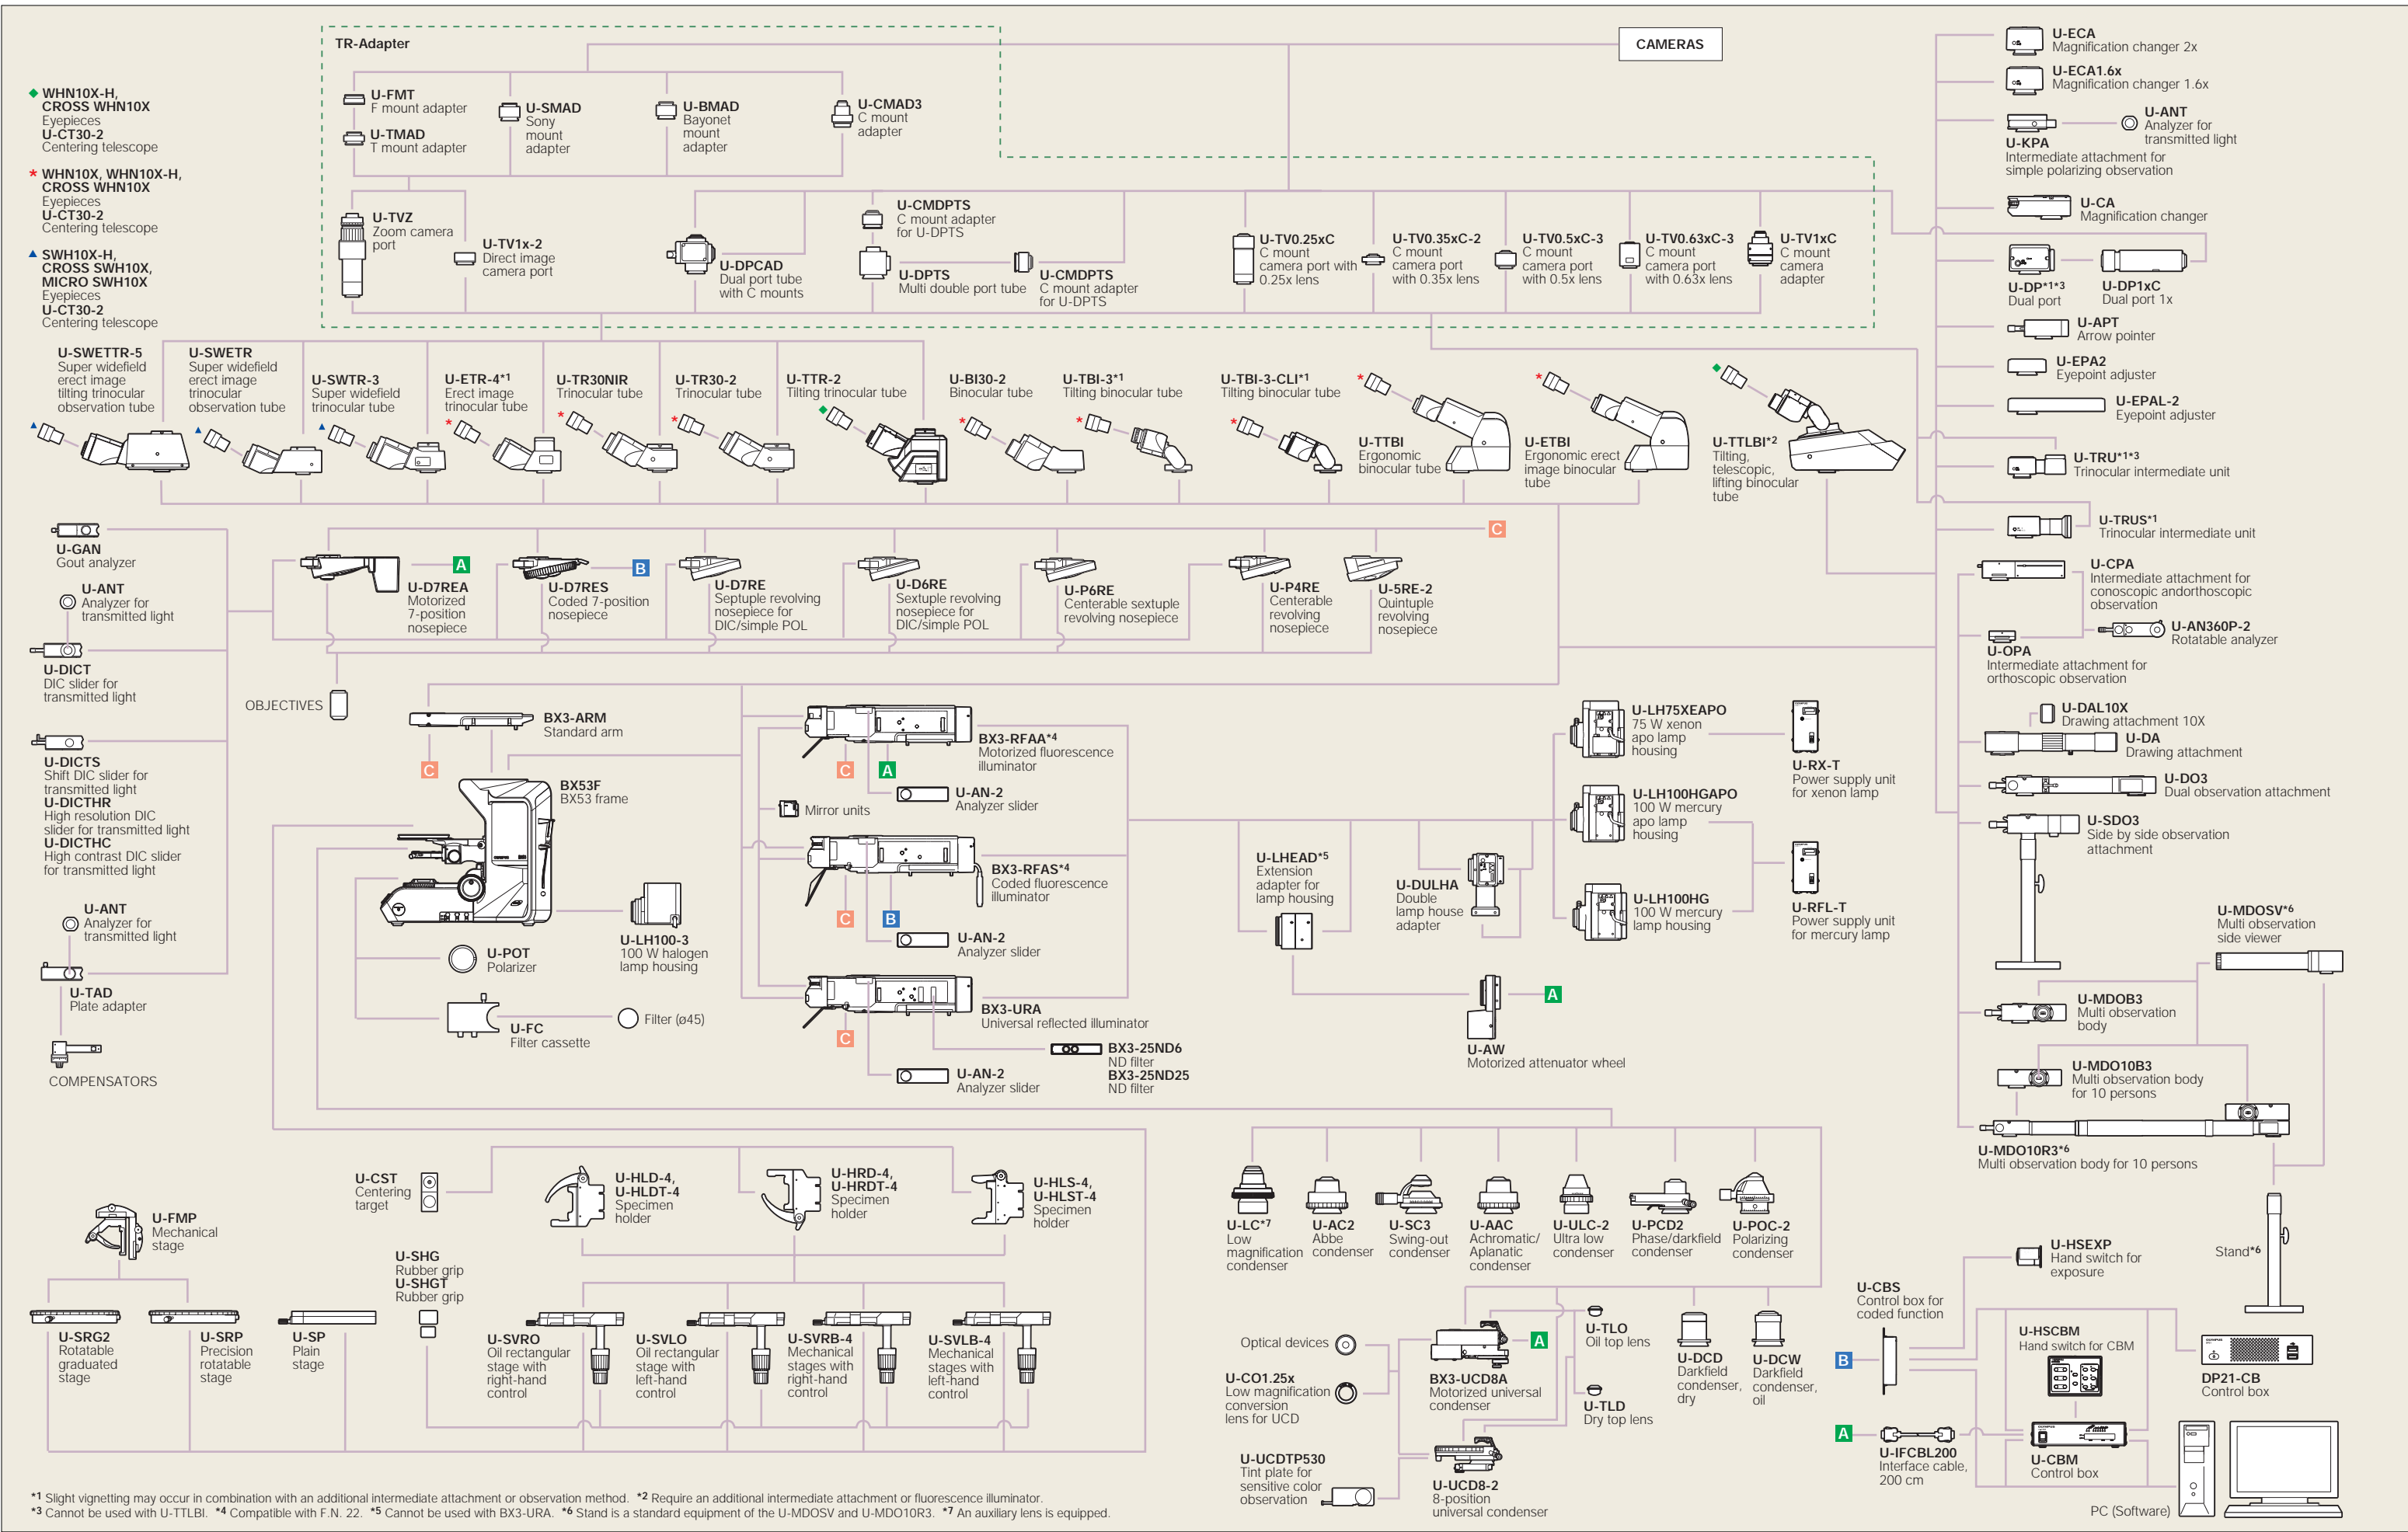 TR-Adapter
CAMERAS
◆ WHN10X-H,
CROSS WHN10X
Eyepieces
U-CT30-2
Centering telescope
* WHN10X, WHN10X-H,
CROSS WHN10X
Eyepieces
U-CT30-2
Centering telescope
▲ SWH10X-H,
CROSS SWH10X,
MICRO SWH10X
Eyepieces
U-CT30-2
Centering telescope
U-FMT
F mount adapter
U-TMAD
T mount adapter
U-SMAD
Sony
mount
adapter
U-BMAD
Bayonet
mount
adapter
U-CMAD3
C mount
adapter
U-TVZ
Zoom camera
port
U-TV1x-2
Direct image
camera port
U-DPCAD
Dual port tube
with C mounts
U-CMDPTS
C mount adapter
for U-DPTS
U-DPTS
Multi double port tube
U-CMDPTS
C mount adapter
for U-DPTS
U-TV0.25xC
C mount
camera port with
0.25x lens
U-TV0.35xC-2
C mount
camera port
with 0.35x lens
U-TV0.5xC-3
C mount
camera port
with 0.5x lens
U-TV0.63xC-3
C mount
camera port
with 0.63x lens
U-TV1xC
C mount
camera
adapter
U-ECA
Magnification changer 2x
U-ECA1.6x
Magnification changer 1.6x
U-ANT
Analyzer for
transmitted light
U-KPA
Intermediate attachment for
simple polarizing observation
U-CA
Magnification changer
U-DP*1*3
Dual port
U-DP1xC
Dual port 1x
U-APT
Arrow pointer
U-EPA2
Eyepoint adjuster
U-EPAL-2
Eyepoint adjuster
U-TRU*1*3
Trinocular intermediate unit
U-TRUS*1
Trinocular intermediate unit
U-CPA
Intermediate attachment for
conoscopic andorthoscopic
observation
U-AN360P-2
Rotatable analyzer
U-OPA
Intermediate attachment for
orthoscopic observation
U-DAL10X
Drawing attachment 10X
U-DA
Drawing attachment
U-DO3
Dual observation attachment
U-SDO3
Side by side observation
attachment
U-MDOSV*6
Multi observation
side viewer
U-MDOB3
Multi observation
body
U-MDO10B3
Multi observation body
for 10 persons
U-MDO10R3*6
Multi observation body for 10 persons
Stand*6
U-SWETTR-5
Super widefield
erect image
tilting trinocular
observation tube
U-SWETR
Super widefield
erect image
trinocular
observation tube
U-SWTR-3
Super widefield
trinocular tube
U-ETR-4*1
Erect image
trinocular tube
U-TR30NIR
Trinocular tube
U-TR30-2
Trinocular tube
U-TTR-2
Tilting trinocular tube
U-BI30-2
Binocular tube
U-TBI-3*1
Tilting binocular tube
U-TBI-3-CLI*1
Tilting binocular tube
U-TTBI
Ergonomic
binocular tube
U-ETBI
Ergonomic erect
image binocular
tube
U-TTLBI*2
Tilting,
telescopic,
lifting binocular
tube
U-GAN
Gout analyzer
U-ANT
Analyzer for
transmitted light
U-DICT
DIC slider for
transmitted light
U-DICTS
Shift DIC slider for
transmitted light
U-DICTHR
High resolution DIC
slider for transmitted light
U-DICTHC
High contrast DIC slider
for transmitted light
U-ANT
Analyzer for
transmitted light
U-TAD
Plate adapter
COMPENSATORS
C
A
U-D7REA
Motorized
7-position
nosepiece
B
U-D7RES
Coded 7-position
nosepiece
U-D7RE
Septuple revolving
nosepiece for
DIC/simple POL
U-D6RE
Sextuple revolving
nosepiece for
DIC/simple POL
U-P6RE
Centerable sextuple
revolving nosepiece
U-P4RE
Centerable
revolving
nosepiece
U-5RE-2
Quintuple
revolving
nosepiece
OBJECTIVES
BX3-ARM
Standard arm
C
BX53F
BX53 frame
U-LH100-3
100 W halogen
lamp housing
U-POT
Polarizer
U-FC
Filter cassette
Filter (ø45)
BX3-RFAA*4
Motorized fluorescence
illuminator
C
A
U-AN-2
Analyzer slider
Mirror units
BX3-RFAS*4
Coded fluorescence
illuminator
C
B
U-AN-2
Analyzer slider
BX3-URA
Universal reflected illuminator
C
BX3-25ND6
ND filter
BX3-25ND25
ND filter
U-AN-2
Analyzer slider
U-LHEAD*5
Extension
adapter for
lamp housing
U-DULHA
Double
lamp house
adapter
U-LH75XEAPO
75 W xenon
apo lamp
housing
U-LH100HGAPO
100 W mercury
apo lamp
housing
U-LH100HG
100 W mercury
lamp housing
U-RX-T
Power supply unit
for xenon lamp
U-RFL-T
Power supply unit
for mercury lamp
A
U-AW
Motorized attenuator wheel
U-CST
Centering
target
U-HLD-4,
U-HLDT-4
Specimen
holder
U-HRD-4,
U-HRDT-4
Specimen
holder
U-HLS-4,
U-HLST-4
Specimen
holder
U-FMP
Mechanical
stage
U-SHG
Rubber grip
U-SHGT
Rubber grip
U-SRG2
Rotatable
graduated
stage
U-SRP
Precision
rotatable
stage
U-SP
Plain
stage
U-SVRO
Oil rectangular
stage with
right-hand
control
U-SVLO
Oil rectangular
stage with
left-hand
control
U-SVRB-4
Mechanical
stages with
right-hand
control
U-SVLB-4
Mechanical
stages with
left-hand
control
U-LC*7
Low
magnification
condenser
U-AC2
Abbe
condenser
U-SC3
Swing-out
condenser
U-AAC
Achromatic/
Aplanatic
condenser
U-ULC-2
Ultra low
condenser
U-PCD2
Phase/darkfield
condenser
U-POC-2
Polarizing
condenser
Optical devices
U-CO1.25x
Low magnification
conversion
lens for UCD
A
BX3-UCD8A
Motorized universal
condenser
U-TLO
Oil top lens
U-TLD
Dry top lens
U-DCD
Darkfield
condenser,
dry
U-DCW
Darkfield
condenser,
oil
U-UCDTP530
Tint plate for
sensitive color
observation
U-UCD8-2
8-position
universal condenser
U-HSEXP
Hand switch for
exposure
U-CBS
Control box for
coded function
B
U-HSCBM
Hand switch for CBM
DP21-CB
Control box
A
U-IFCBL200
Interface cable,
200 cm
U-CBM
Control box
PC (Software)
*1 Slight vignetting may occur in combination with an additional intermediate attachment or observation method. *2 Require an additional intermediate attachment or fluorescence illuminator.
*3 Cannot be used with U-TTLBI. *4 Compatible with F.N. 22. *5 Cannot be used with BX3-URA. *6 Stand is a standard equipment of the U-MDOSV and U-MDO10R3. *7 An auxiliary lens is equipped.